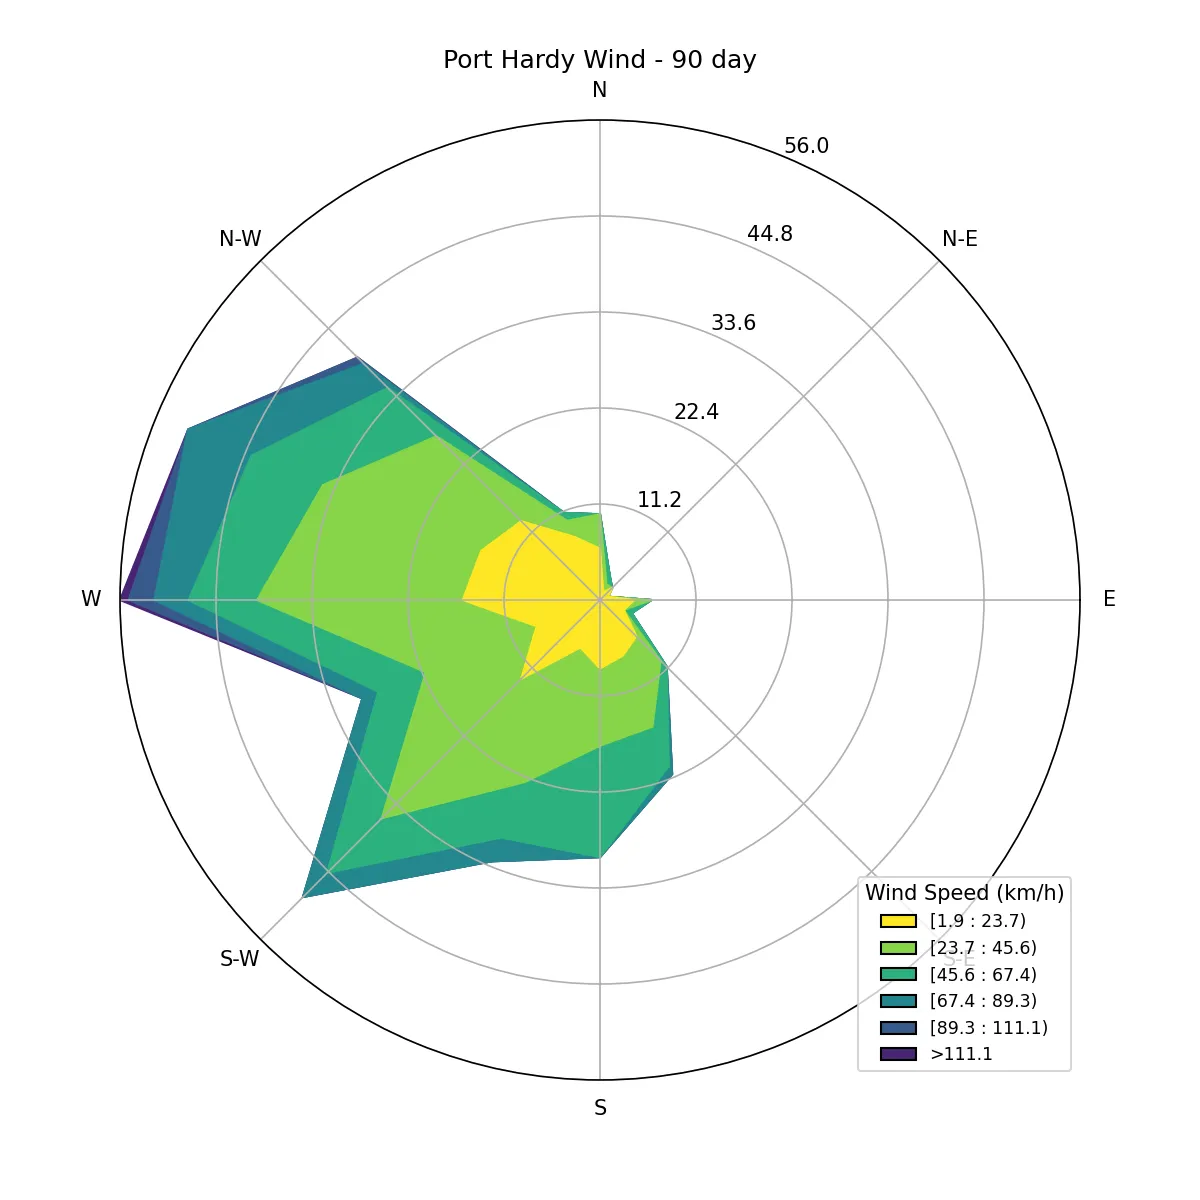 Port Hardy Wind - 90 day
N
56.0
44.8
N-W
N-E
33.6
22.4
11.2
W
E
S-W
S-E
S
Wind Speed (km/h)
[1.9 : 23.7)
[23.7 : 45.6)
[45.6 : 67.4)
[67.4 : 89.3)
[89.3 : 111.1)
>111.1